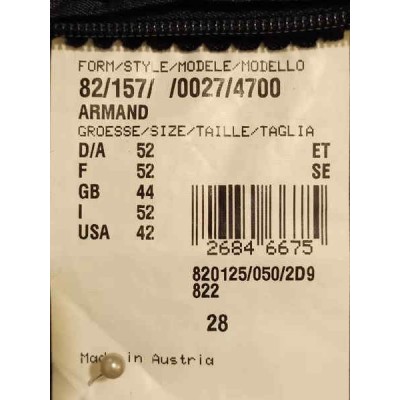 FORM/STYLE/MODELE/MODELLO
82/157/ /0027/4700
ARMAND
GROESSE/SIZE/TAILLE/TAGLIA
D/A 52 ET
F 52 SE
GB 44
I 52
USA 42
2684 6675
820125/050/2D9
822
28
Made in Austria